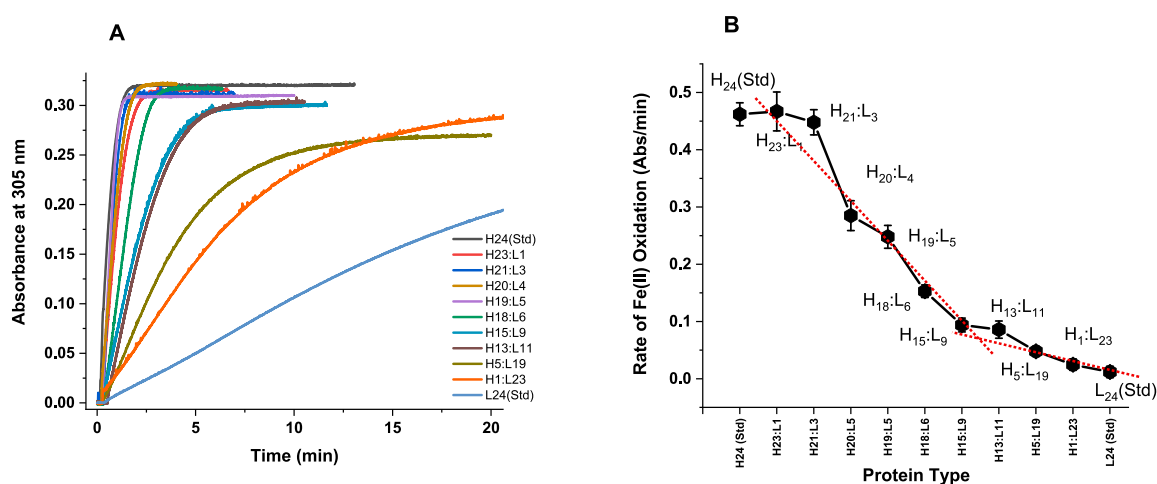 A
Absorbance at 305 nm
0.30
0.25
0.20
0.15
0.10
0.05
0.00
0
5
10
15
20
Time (min)
H24(Std)
H23:L1
H21:L3
H20:L4
H19:L5
H18:L6
H15:L9
H13:L11
H5:L19
H1:L23
L24(Std)
B
Rate of Fe(II) Oxidation (Abs/min)
0.5
0.4
0.3
0.2
0.1
0.0
H24(Std)
H21:L3
H20:L4
H19:L5
H18:L6
H13:L11
H15:L9
H1:L23
H5:L19
L24(Std)
H24 (Std)
H23:L1
H21:L3
H20:L5
H19:L5
H18:L6
H15:L9
H13:L11
H5:L19
H1:L23
L24 (Std)
Protein Type